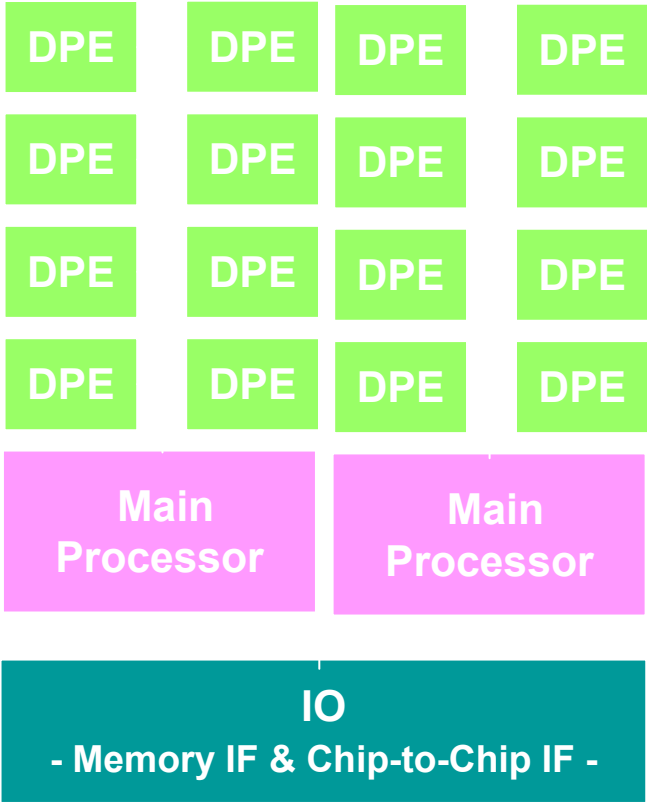 DPE DPE DPE DPE
DPE DPE DPE DPE
DPE DPE DPE DPE
DPE DPE DPE DPE
Main
Processor
Main
Processor
IO
- Memory IF & Chip-to-Chip IF -